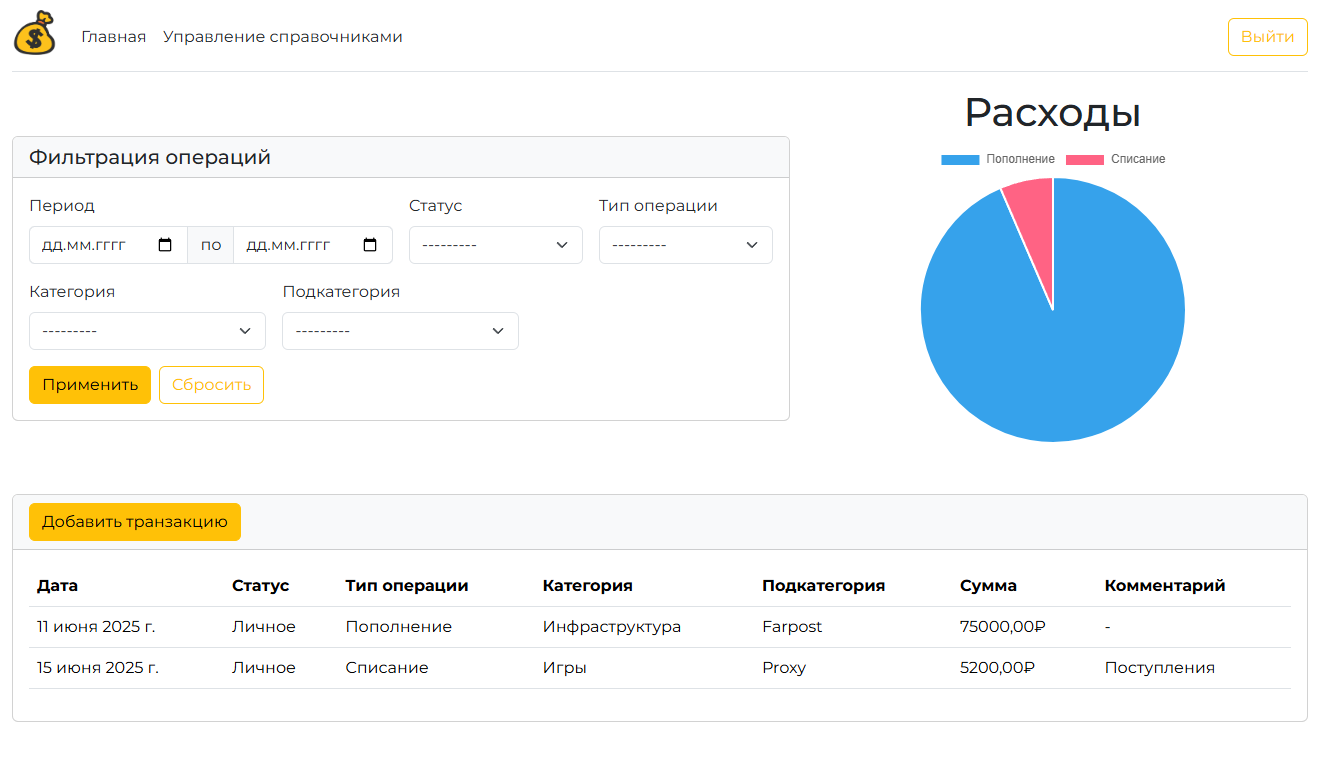 Главная Управление справочниками Выйти
Расходы
Пополнение Списание
Фильтрация операций
Период Статус Тип операции
дд.мм.гггг по дд.мм.гггг --------- ---------
Категория Подкатегория
--------- ---------
Применить Сбросить
Добавить транзакцию
Дата Статус Тип операции Категория Подкатегория Сумма Комментарий
11 июня 2025 г. Личное Пополнение Инфраструктура Farpost 75000,00₽ -
15 июня 2025 г. Личное Списание Игры Proxy 5200,00₽ Поступления